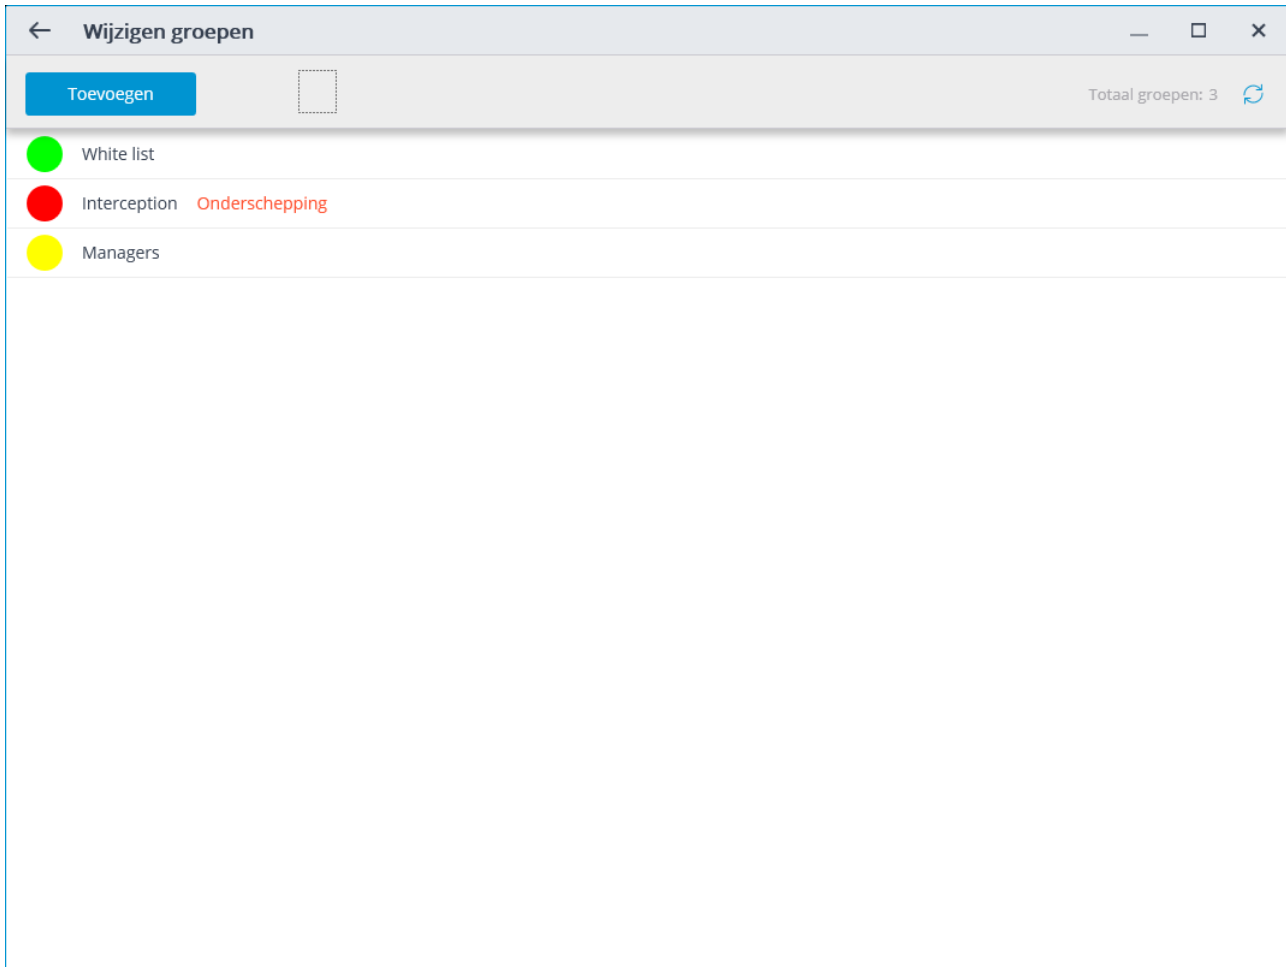 Wijzigen groepen
Toevoegen
Totaal groepen: 3
White list
Interception Onderschepping
Managers